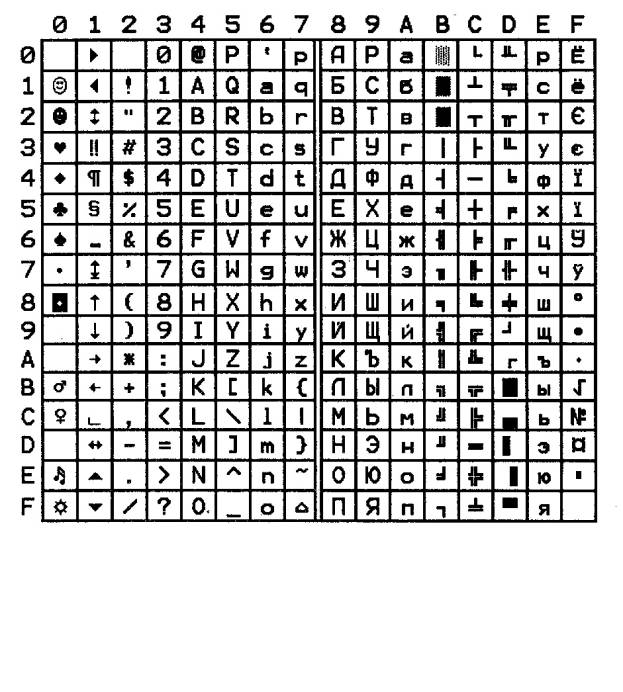 0 1 2 3 4 5 6 7 8 9 A B C D E F
0 ► 0 @ P ‛ p А Р а ░ └ ╨ р Ё
1 ☺ ◄ ! 1 A Q a q Б С б ▒ ┴ ╤ с ё
2 ☻ ↕ " 2 B R b r В Т в ▓ ┬ ╥ т Є
3 ♥ ‼ # 3 C S c s Г У г │ ├ ╙ у є
4 ♦ ¶ $ 4 D T d t Д Ф д ┤ ─ ╘ ф Ї
5 ♣ § % 5 E U e u Е Х е ╡ ┼ ╒ х ї
6 ♠ ▬ & 6 F V f v Ж Ц ж ╢ ╞ ╓ ц Ў
7 • ↨ ' 7 G W g w З Ч з ╖ ╟ ╫ ч ў
8 ◘ ↑ ( 8 H X h x И Ш и ╕ ╚ ╪ ш °
9 ↓ ) 9 I Y i y Й Щ й ╣ ╔ ┘ щ ∙
A → * : J Z j z К Ъ к ║ ╩ ┌ ъ ·
B ♂ ← + ; K [ k { Л Ы л ╗ ╦ █ ы √
C ♀ ∟ , < L \ l | М Ь м ╝ ╠ ▄ ь №
D ↔ - = M ] m } Н Э н ╜ ═ ▌ э ¤
E ♫ ▲ . > N ^ n ~ О Ю о ╛ ╬ ▐ ю ■
F ☼ ▼ / ? O _ o ⌂ П Я п ┐ ╧ ▀ я